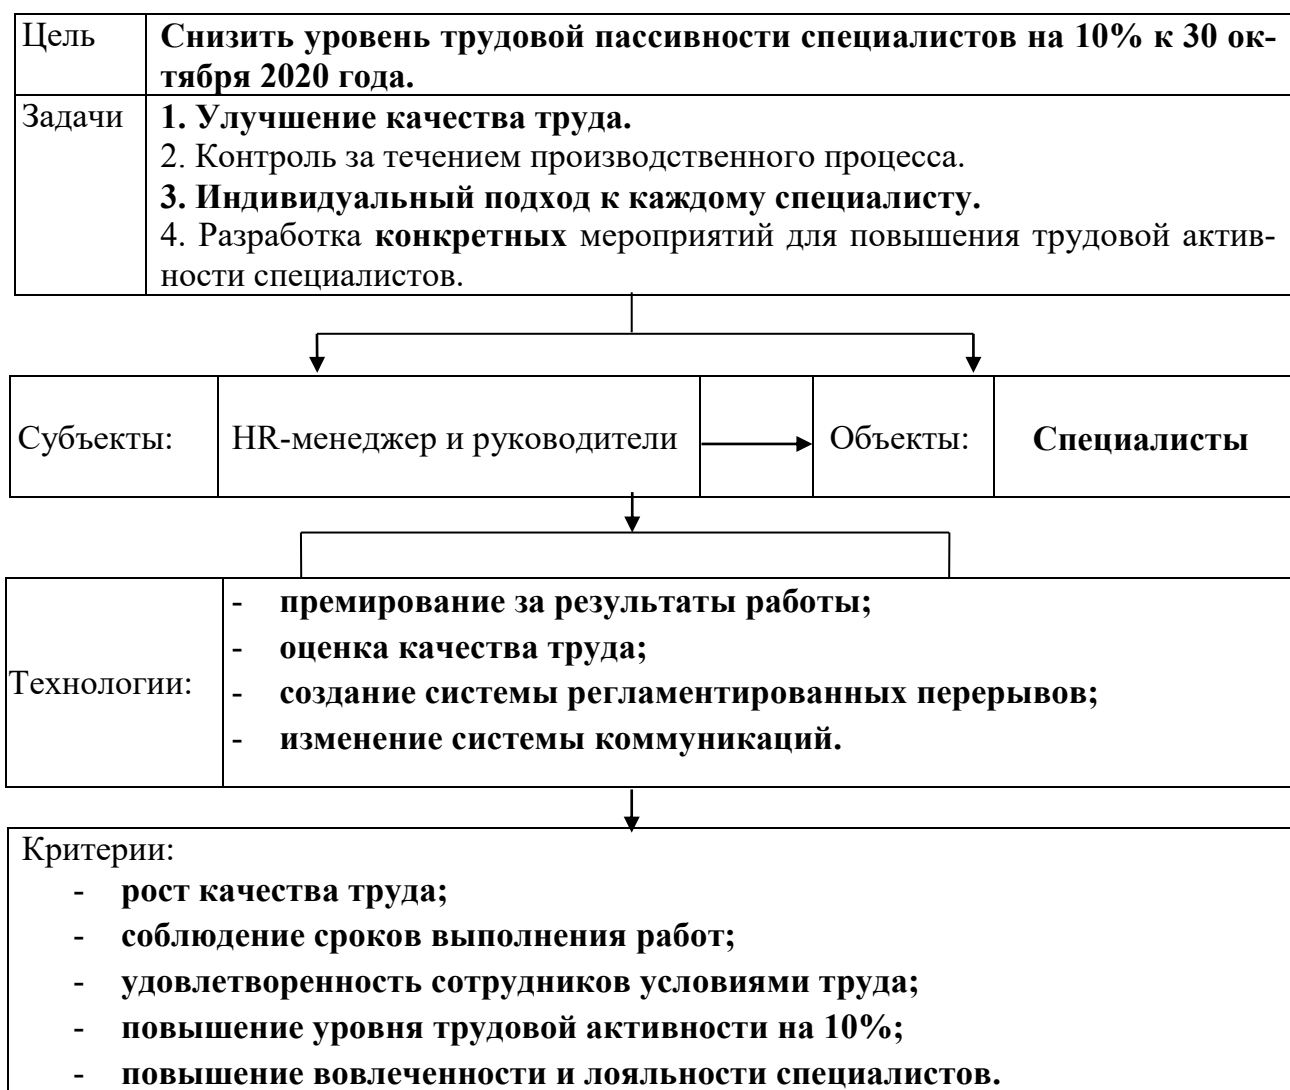 Цель
Снизить уровень трудовой пассивности специалистов на 10% к 30 ок-
тября 2020 года.
Задачи
1. Улучшение качества труда.
2. Контроль за течением производственного процесса.
3. Индивидуальный подход к каждому специалисту.
4. Разработка конкретных мероприятий для повышения трудовой актив-
ности специалистов.
Субъекты:
HR-менеджер и руководители
Объекты:
Специалисты
Технологии:
- премирование за результаты работы;
- оценка качества труда;
- создание системы регламентированных перерывов;
- изменение системы коммуникаций.
Критерии:
- рост качества труда;
- соблюдение сроков выполнения работ;
- удовлетворенность сотрудников условиями труда;
- повышение уровня трудовой активности на 10%;
- повышение вовлеченности и лояльности специалистов.